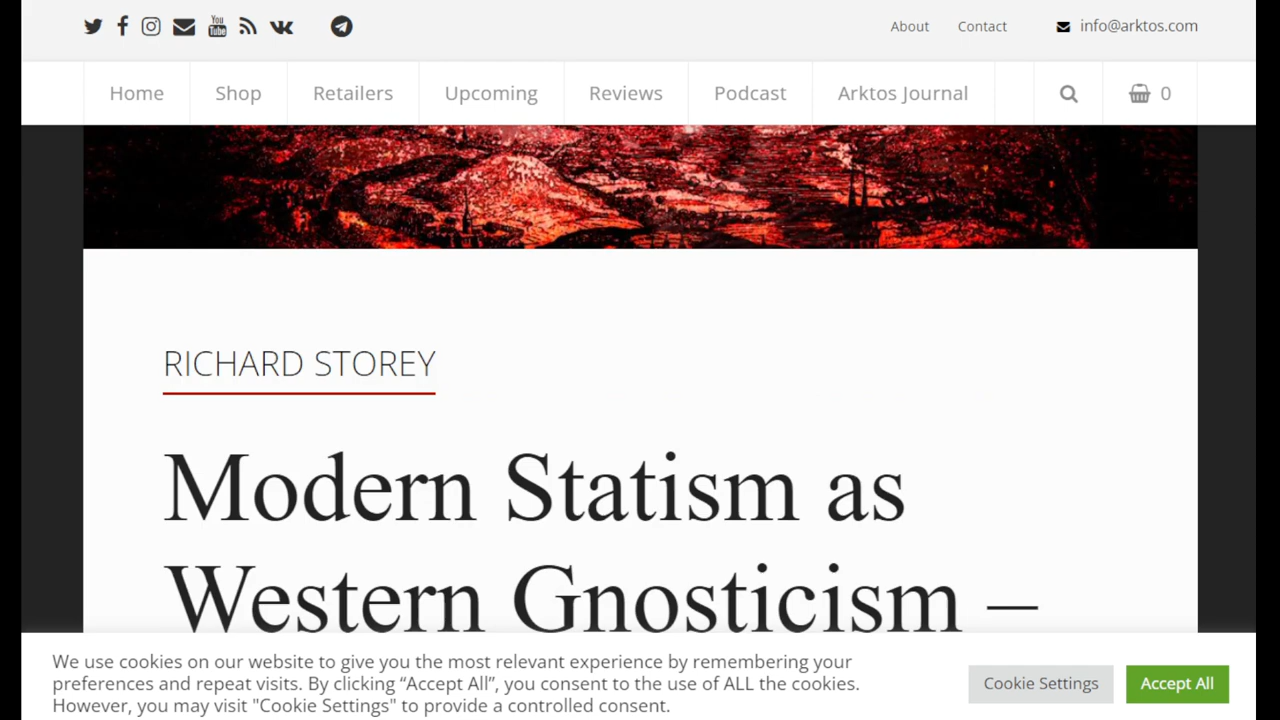 You Tube
About Contact info@arktos.com
Home Shop Retailers Upcoming Reviews Podcast Arktos Journal 0
RICHARD STOREY
Modern Statism as
Western Gnosticism –
We use cookies on our website to give you the most relevant experience by remembering your
preferences and repeat visits. By clicking “Accept All”, you consent to the use of ALL the cookies.
However, you may visit "Cookie Settings" to provide a controlled consent.
Cookie Settings Accept All